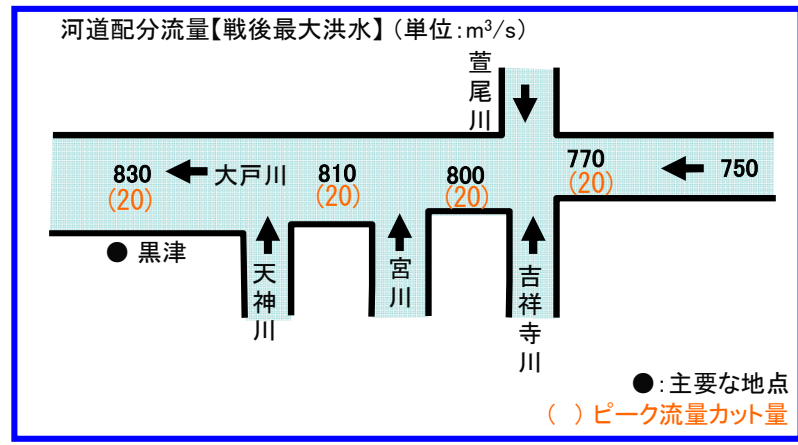 河道配分流量【戦後最大洪水】（単位:m³/s）
萱尾川
830
(20)
大戸川
810
(20)
800
(20)
770
(20)
750
● 黒津
天神川
宮川
吉祥寺川
●:主要な地点
（ ）ピーク流量カット量